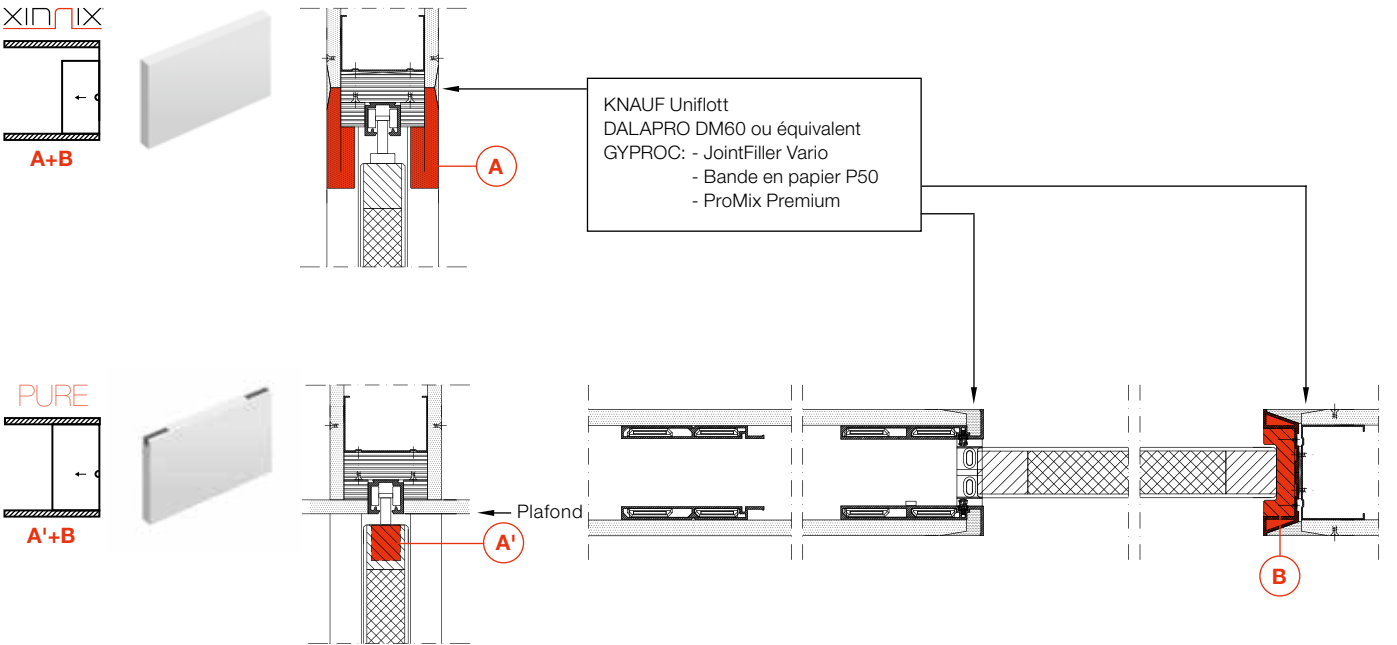 XINNIX
A+B
A
KNAUF Uniflott
DALAPRO DM60 ou équivalent
GYPROC: - JointFiller Vario
- Bande en papier P50
- ProMix Premium
PURE
A'+B
Plafond
A'
B